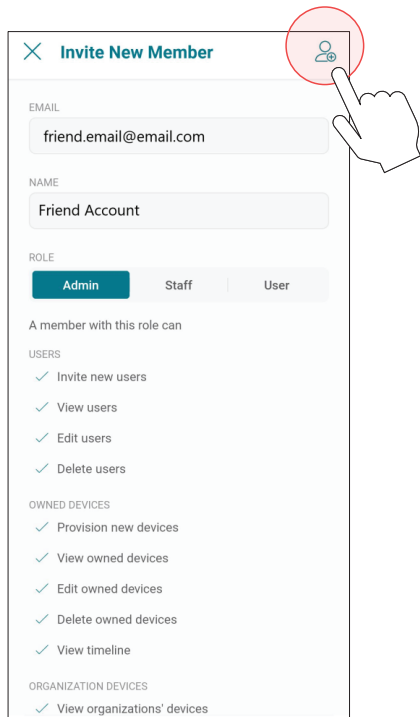 Invite New Member
EMAIL
friend.email@email.com
NAME
Friend Account
ROLE
Admin Staff User
A member with this role can
USERS
Invite new users
View users
Edit users
Delete users
OWNED DEVICES
Provision new devices
View owned devices
Edit owned devices
Delete owned devices
View timeline
ORGANIZATION DEVICES
View organizations' devices